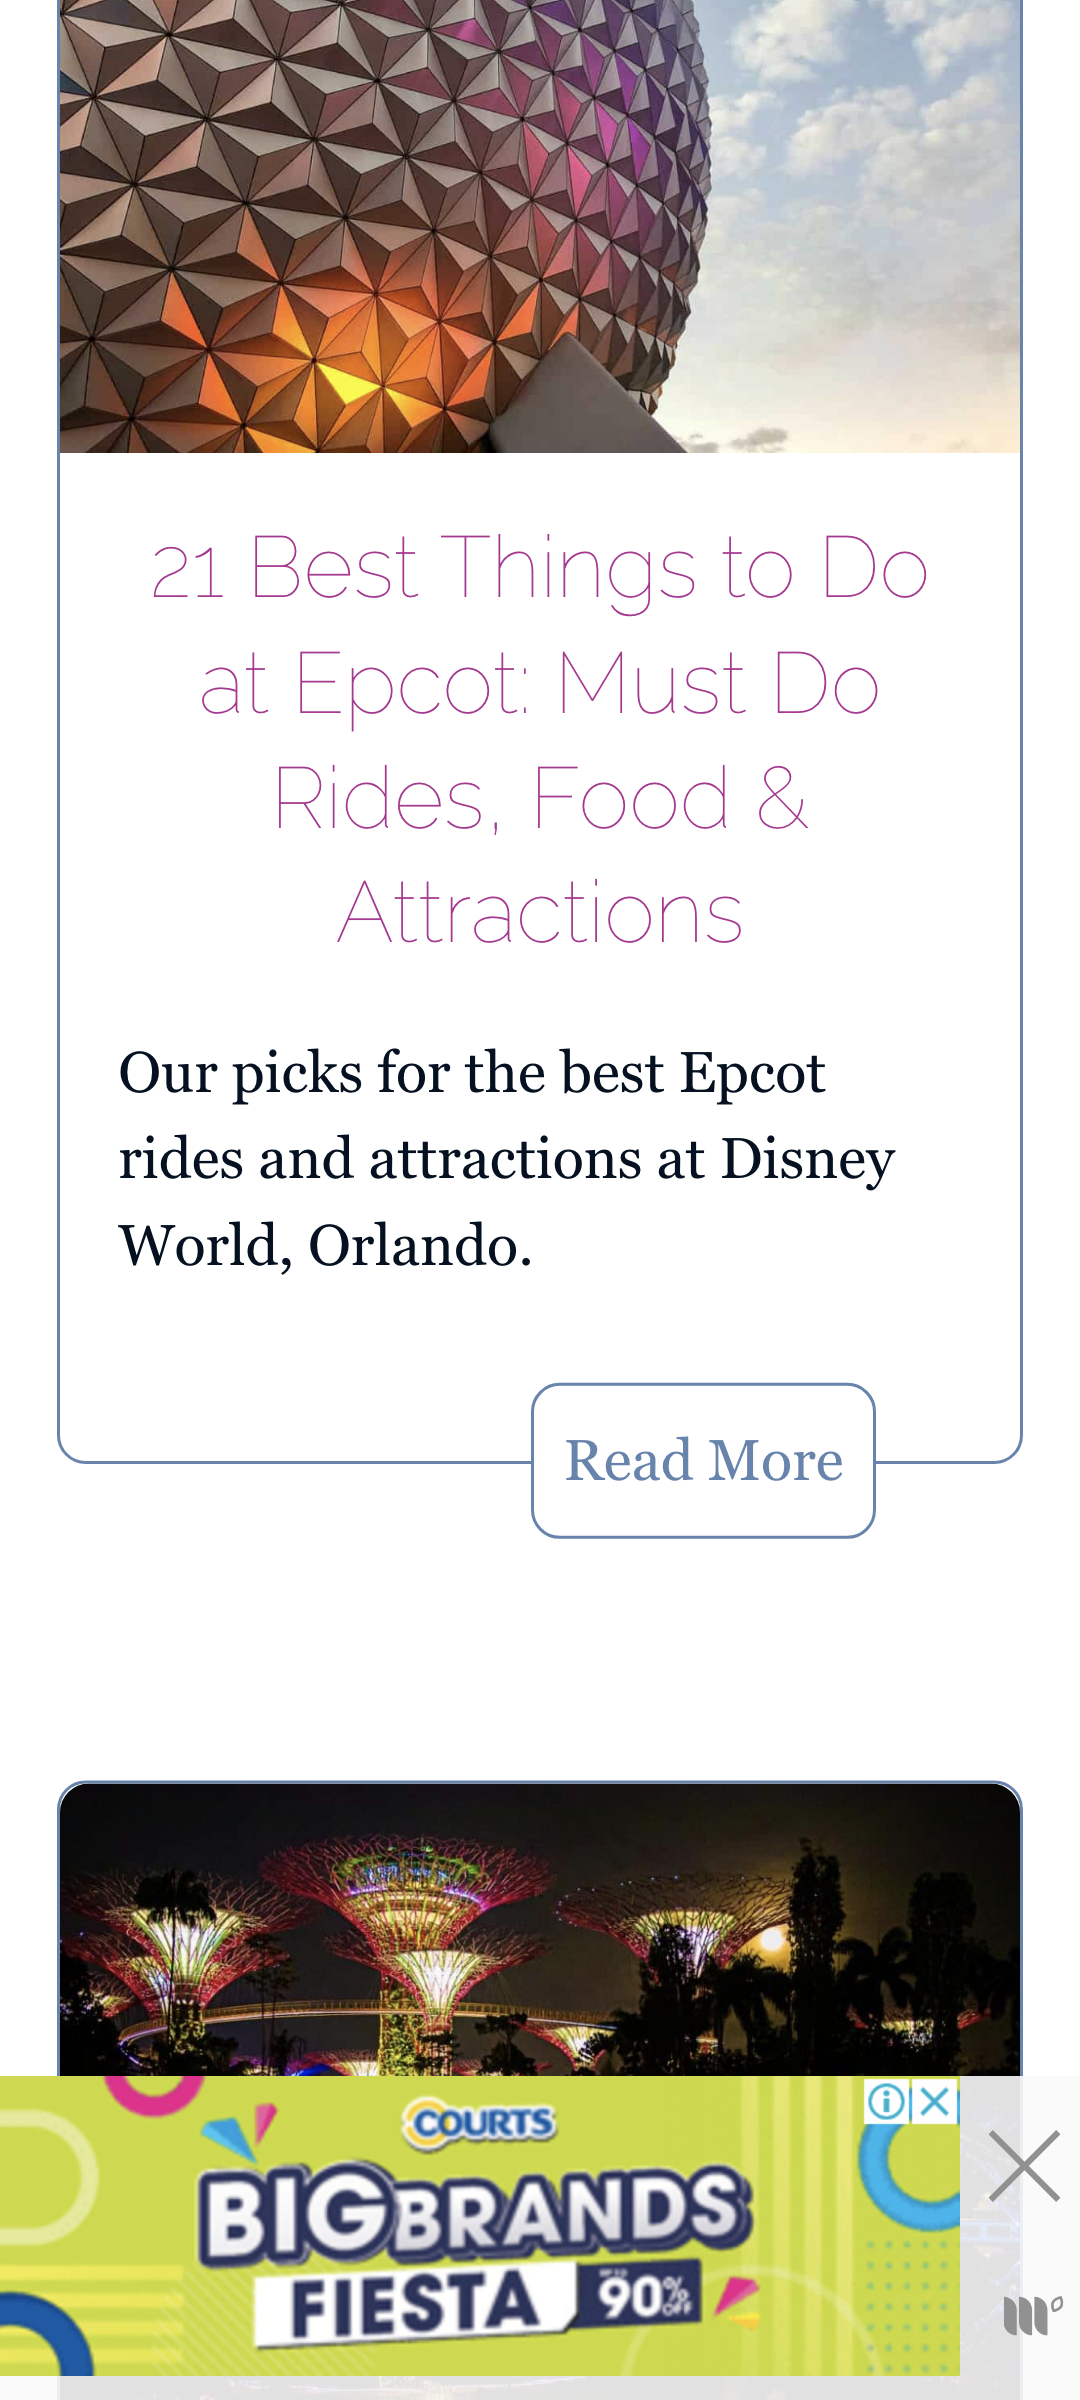 21 Best Things to Do
at Epcot: Must Do
Rides, Food &
Attractions
Our picks for the best Epcot
rides and attractions at Disney
World, Orlando.
Read More
COURTS
BIG BRANDS
FIESTA
90% OFF